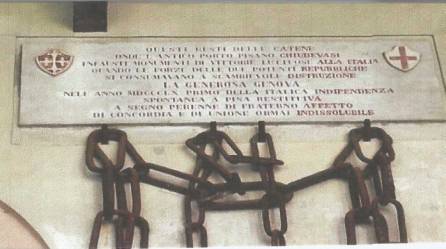 QUESTI RESTI DELLE CATENE
ONDE L'ANTICO PORTO PISANO CHIUDEVASI
INFAUSTI MONUMENTI DI VITTORIE LUTTUOSE ALLA ITALIA
QUANDO LE FORZE DELLE DUE POTENTI REPUBBLICHE
SI CONSUMAVANO A SCAMBIEVOLE DISTRUZIONE
LA GENEROSA GENOVA
NELL'ANNO MDCCCLX PRIMO DELLA ITALICA INDIPENDENZA
SPONTANEA A PISA RESTITUIVA
A SEGNO PERENNE DI FRATERNO AFFETTO
DI CONCORDIA E DI UNIONE ORMAI INDISSOLUBILE